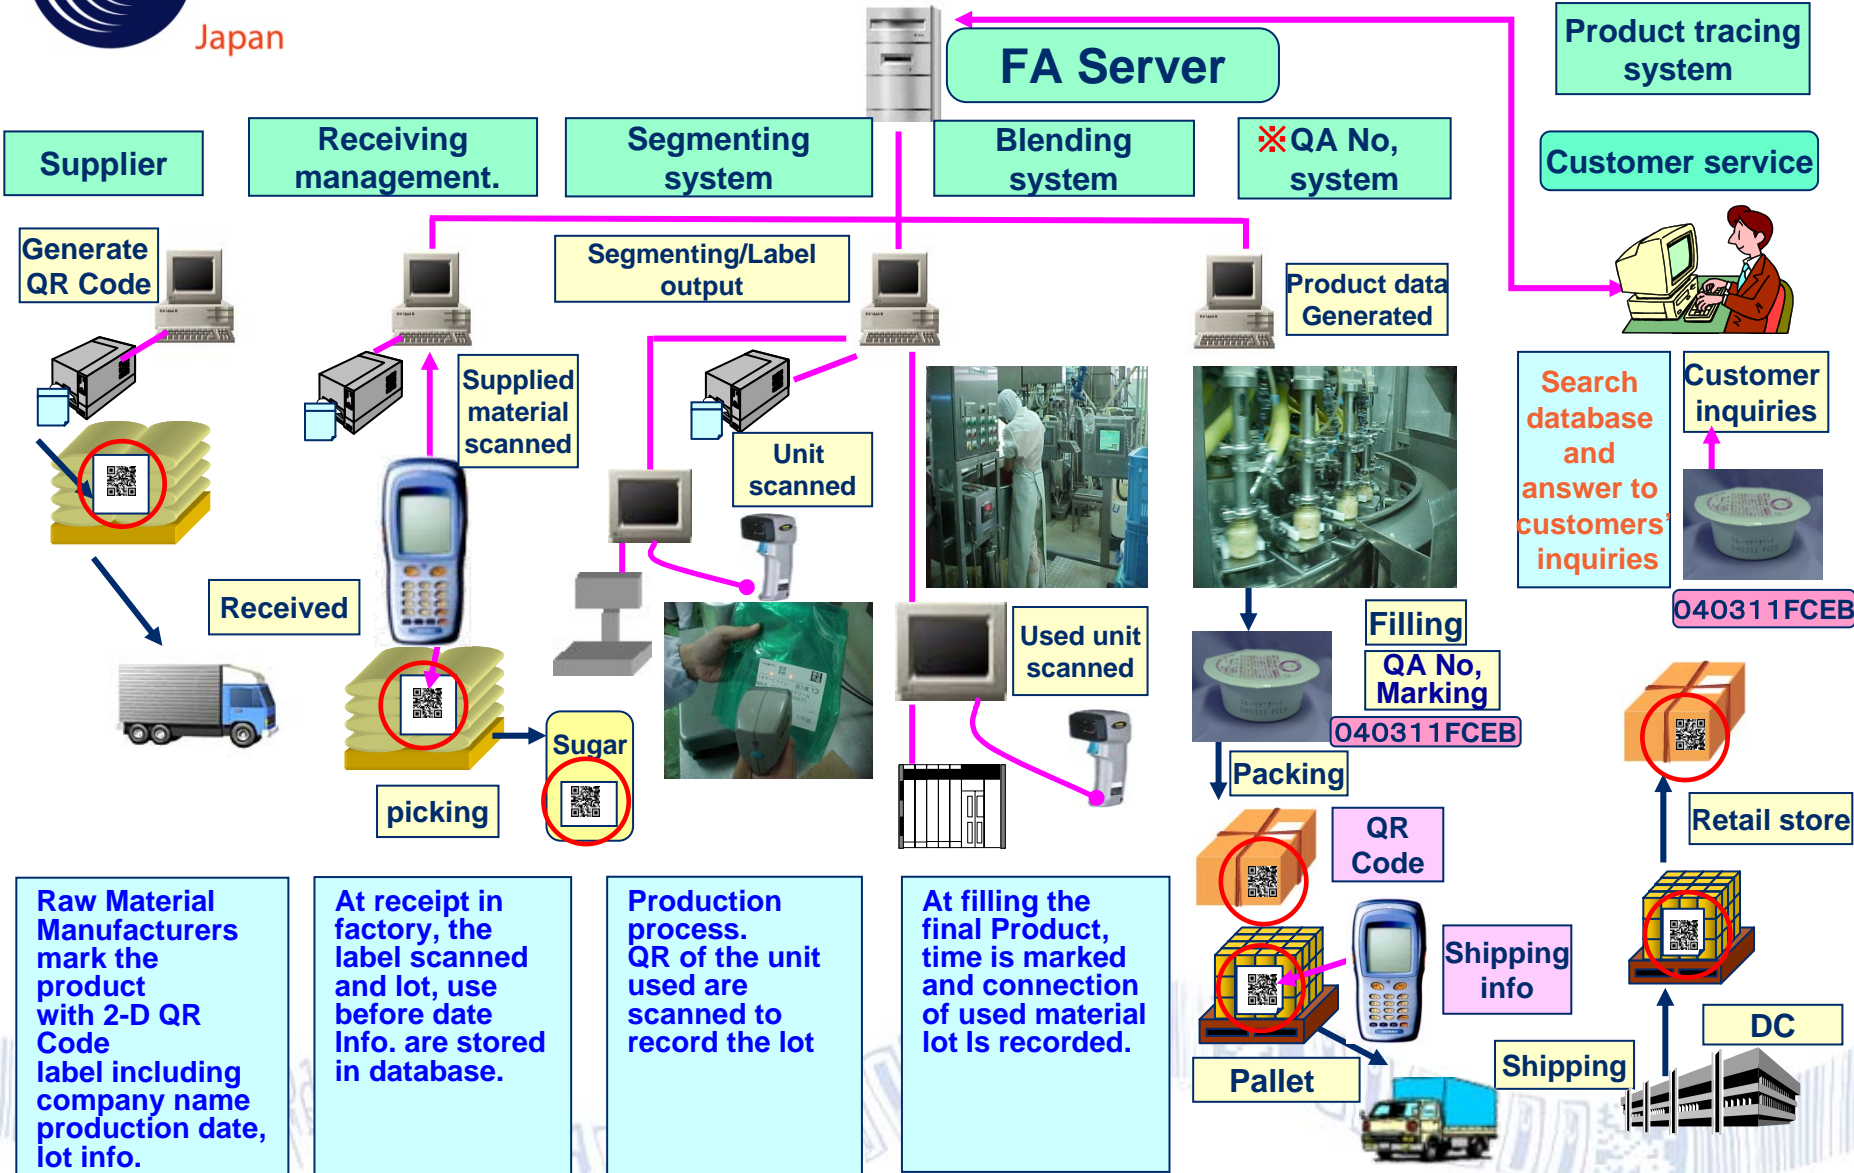 Japan
FA Server
Product tracing
system
Supplier
Receiving
management.
Segmenting
system
Blending
system
※QA No,
system
Customer service
Generate
QR Code
Segmenting/Label
output
Product data
Generated
Supplied
material
scanned
Unit
scanned
Search
database
and
answer to
customers'
inquiries
Customer
inquiries
040311FCEB
Received
Used unit
scanned
Filling
QA No,
Marking
040311FCEB
Sugar
picking
Packing
QR
Code
Retail store
Shipping
info
Pallet
Shipping
DC
Raw Material
Manufacturers
mark the
product
with 2-D QR
Code
label including
company name
production date,
lot info.
At receipt in
factory, the
label scanned
and lot, use
before date
Info. are stored
in database.
Production
process.
QR of the unit
used are
scanned to
record the lot
At filling the
final Product,
time is marked
and connection
of used material
lot Is recorded.